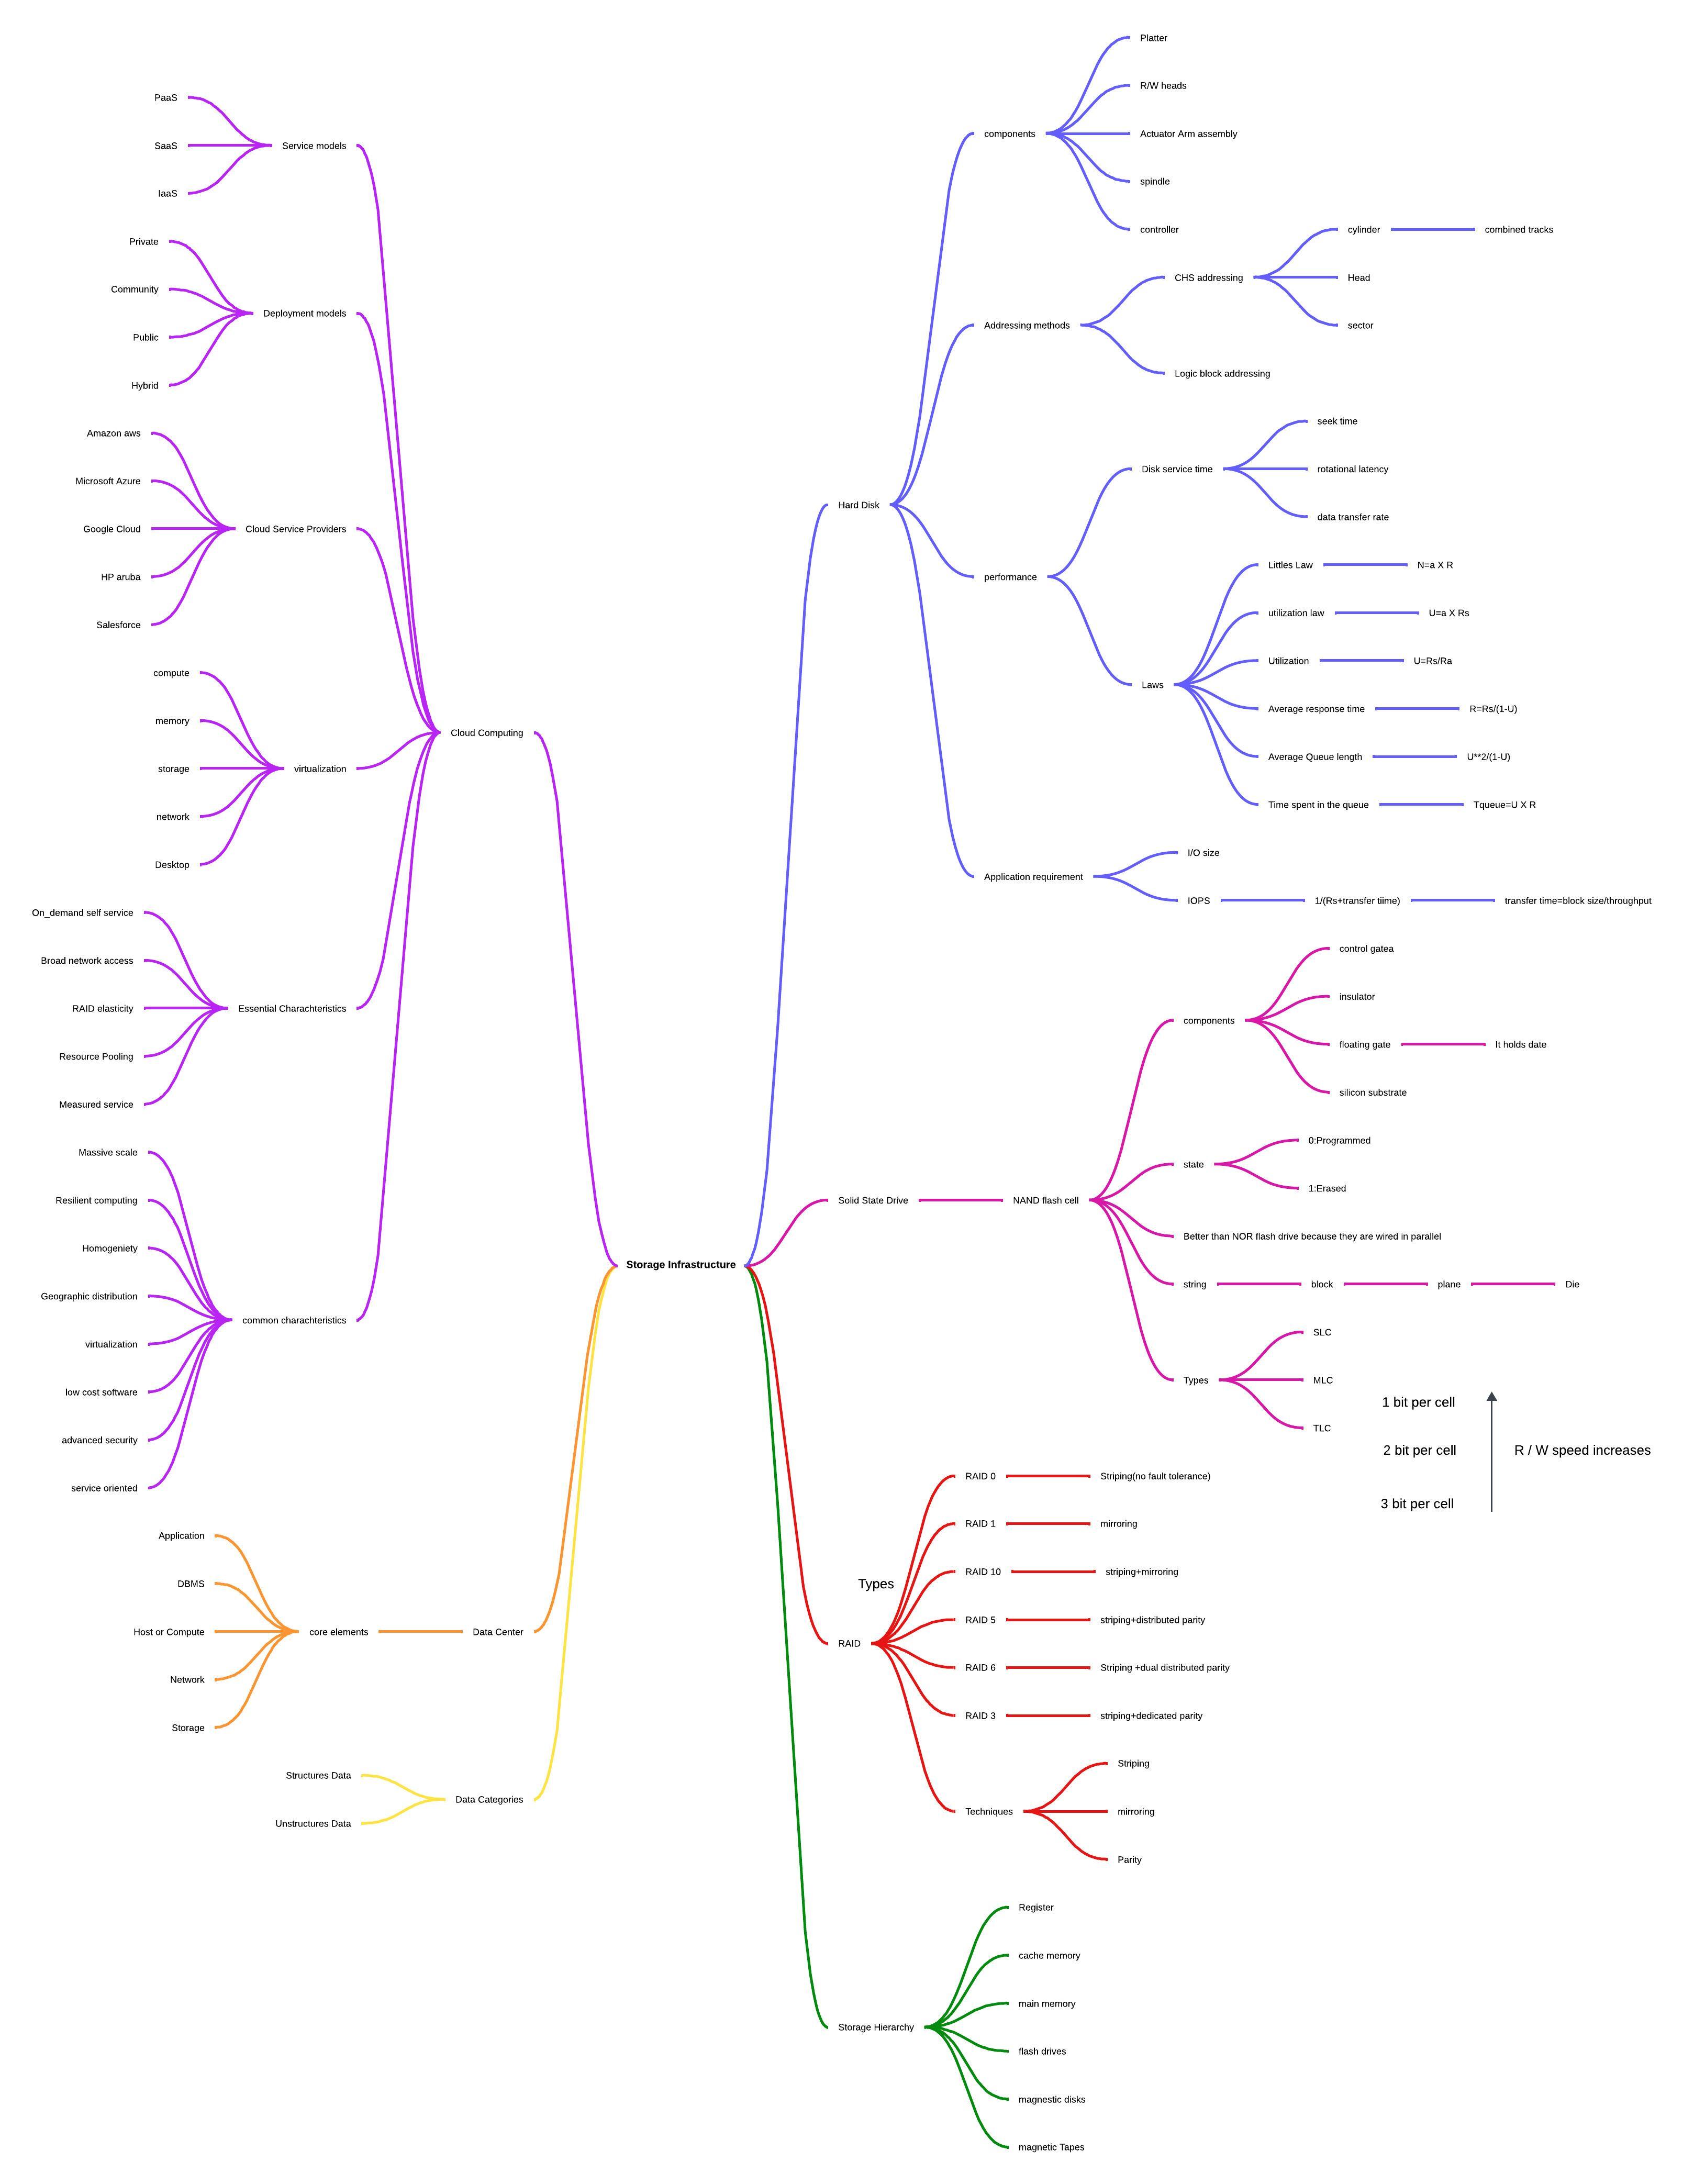 Storage Infrastructure
Hard Disk
components
Platter
R/W heads
Actuator Arm assembly
spindle
controller
Addressing methods
CHS addressing
cylinder
combined tracks
Head
sector
Logic block addressing
performance
Disk service time
seek time
rotational latency
data transfer rate
Laws
Littles Law
N=a X R
utilization law
U=a X Rs
Utilization
U=Rs/Ra
Average response time
R=Rs/(1-U)
Average Queue length
U**2/(1-U)
Time spent in the queue
Tqueue=U X R
Application requirement
I/O size
IOPS
1/(Rs+transfer tiime)
transfer time=block size/throughput
Solid State Drive
NAND flash cell
components
control gatea
insulator
floating gate
It holds date
silicon substrate
state
0:Programmed
1:Erased
Better than NOR flash drive because they are wired in parallel
string
block
plane
Die
Types
SLC
MLC
TLC
1 bit per cell
2 bit per cell
3 bit per cell
R / W speed increases
RAID
Types
RAID 0
Striping(no fault tolerance)
RAID 1
mirroring
RAID 10
striping+mirroring
RAID 5
striping+distributed parity
RAID 6
Striping +dual distributed parity
RAID 3
striping+dedicated parity
Techniques
Striping
mirroring
Parity
Storage Hierarchy
Register
cache memory
main memory
flash drives
magnestic disks
magnetic Tapes
Cloud Computing
Service models
PaaS
SaaS
IaaS
Deployment models
Private
Community
Public
Hybrid
Cloud Service Providers
Amazon aws
Microsoft Azure
Google Cloud
HP aruba
Salesforce
virtualization
compute
memory
storage
network
Desktop
Essential Charachteristics
On_demand self service
Broad network access
RAID elasticity
Resource Pooling
Measured service
common charachteristics
Massive scale
Resilient computing
Homogeniety
Geographic distribution
virtualization
low cost software
advanced security
service oriented
Data Center
core elements
Application
DBMS
Host or Compute
Network
Storage
Data Categories
Structures Data
Unstructures Data